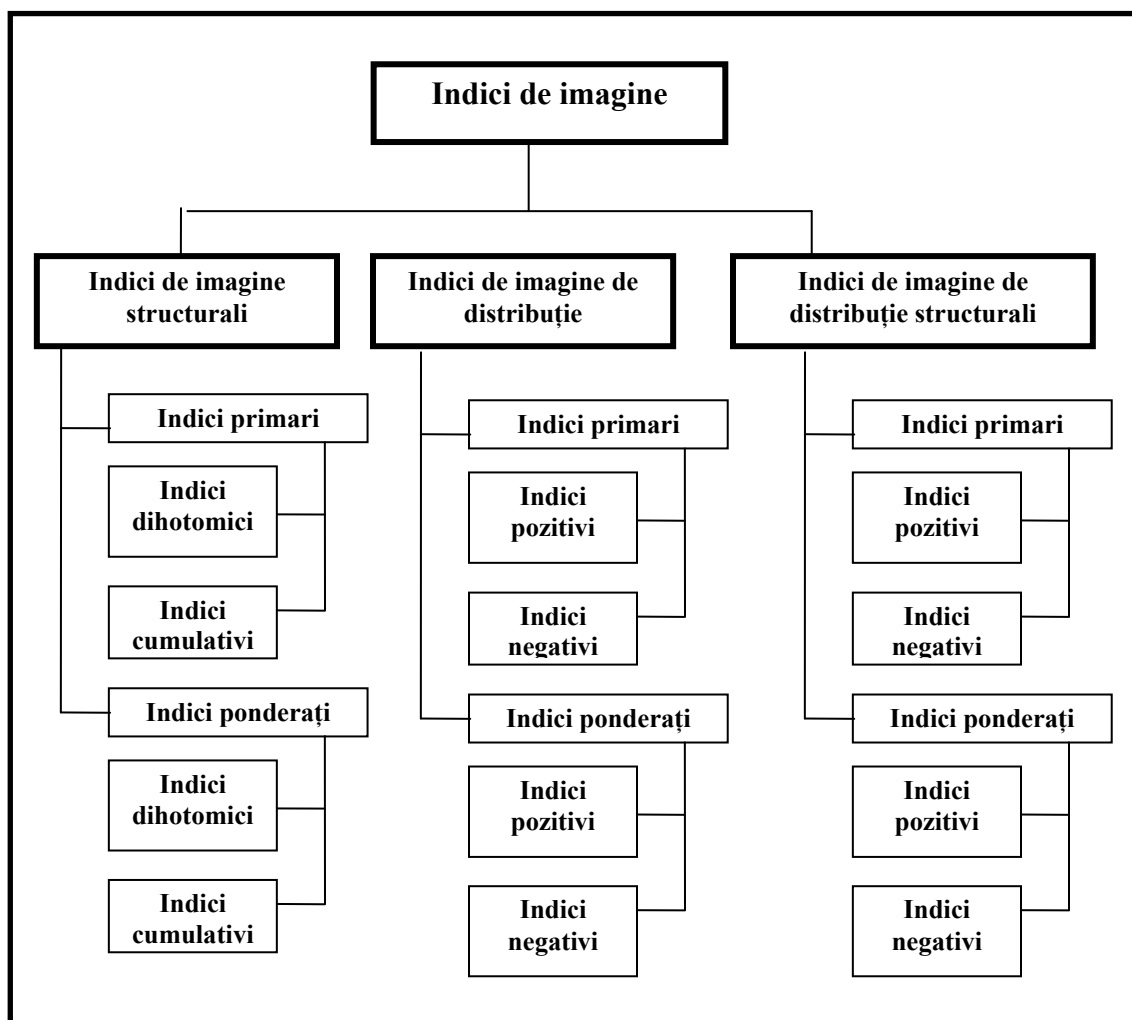 Indici de imagine
Indici de imagine
structurali
Indici primari
Indici
dihotomici
Indici
cumulativi
Indici ponderați
Indici
dihotomici
Indici
cumulativi
Indici de imagine de
distribuție
Indici primari
Indici
pozitivi
Indici
negativi
Indici ponderați
Indici
pozitivi
Indici
negativi
Indici de imagine de
distribuție structurali
Indici primari
Indici
pozitivi
Indici
negativi
Indici ponderați
Indici
pozitivi
Indici
negativi